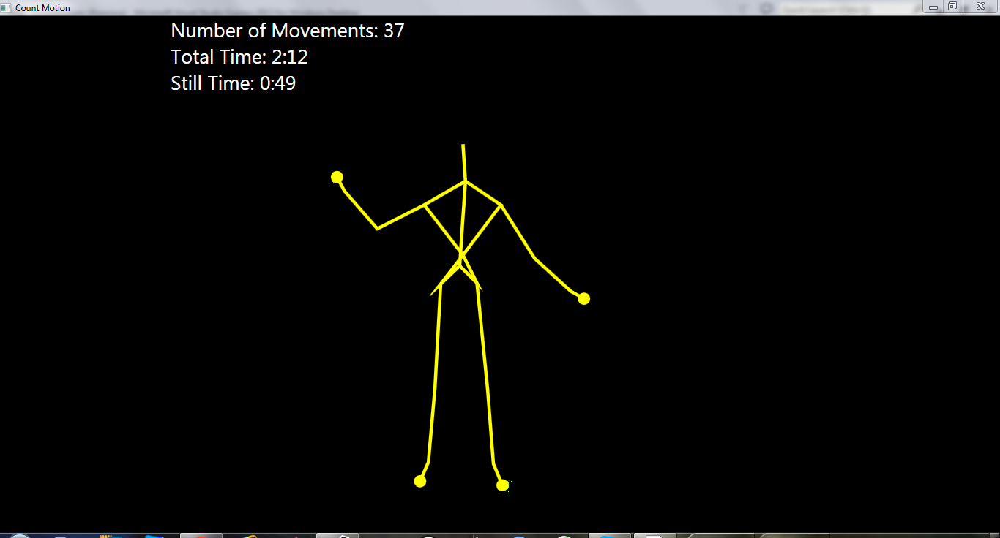 Count Motion
Number of Movements: 37
Total Time: 2:12
Still Time: 0:49